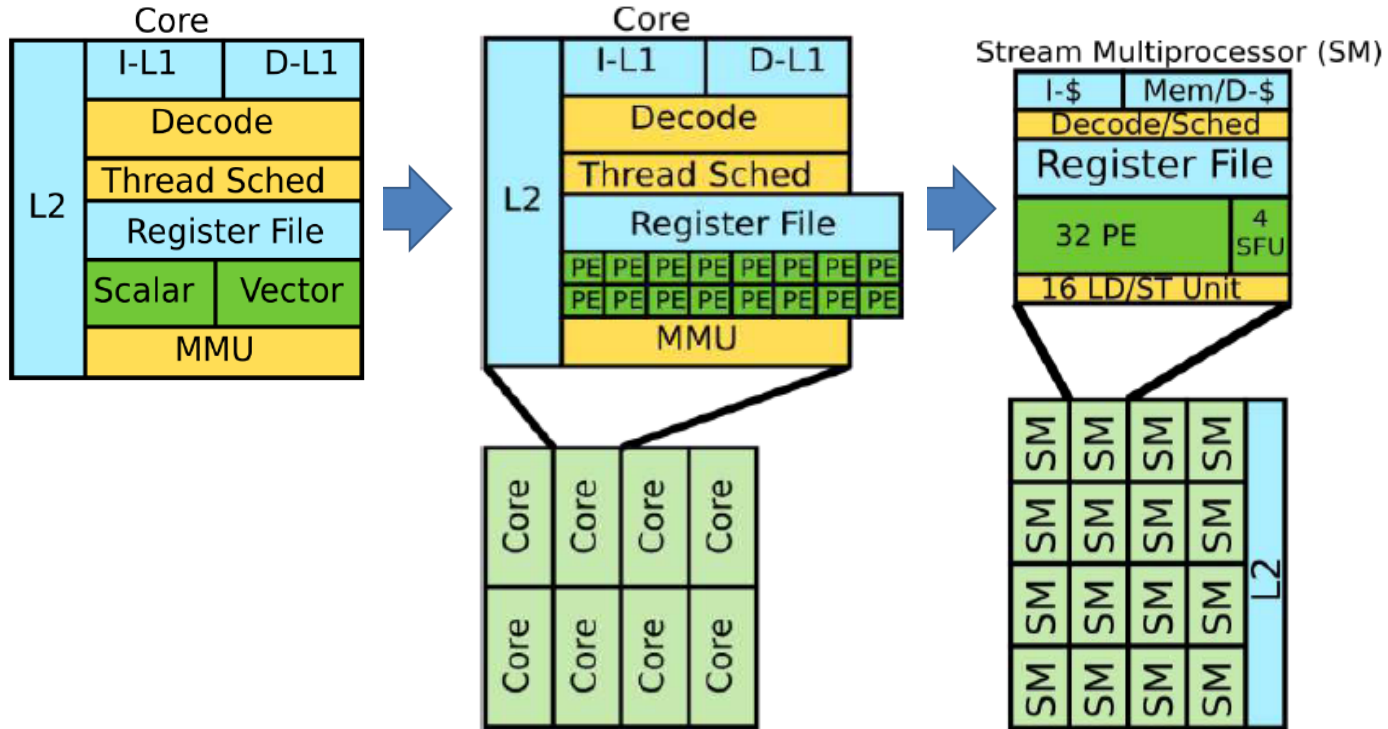 Core
I-L1 D-L1
Decode
Thread Sched
L2
Register File
Scalar Vector
MMU
Core
I-L1 D-L1
Decode
Thread Sched
L2
Register File
PE PE PE PE PE PE PE PE
PE PE PE PE PE PE PE PE
MMU
Core Core Core Core
Core Core Core Core
Stream Multiprocessor (SM)
I-$ Mem/D-$
Decode/Sched
Register File
32 PE
4
SFU
16 LD/ST Unit
SM SM SM SM
SM SM SM SM
SM SM SM SM
SM SM SM SM
L2